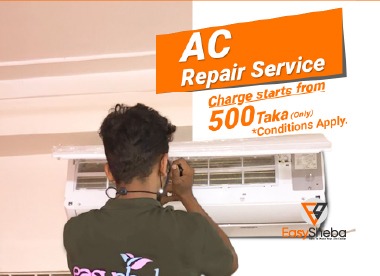 AC
Repair Service
Charge starts from
500 Taka (Only)
*Conditions Apply.
EasySheba